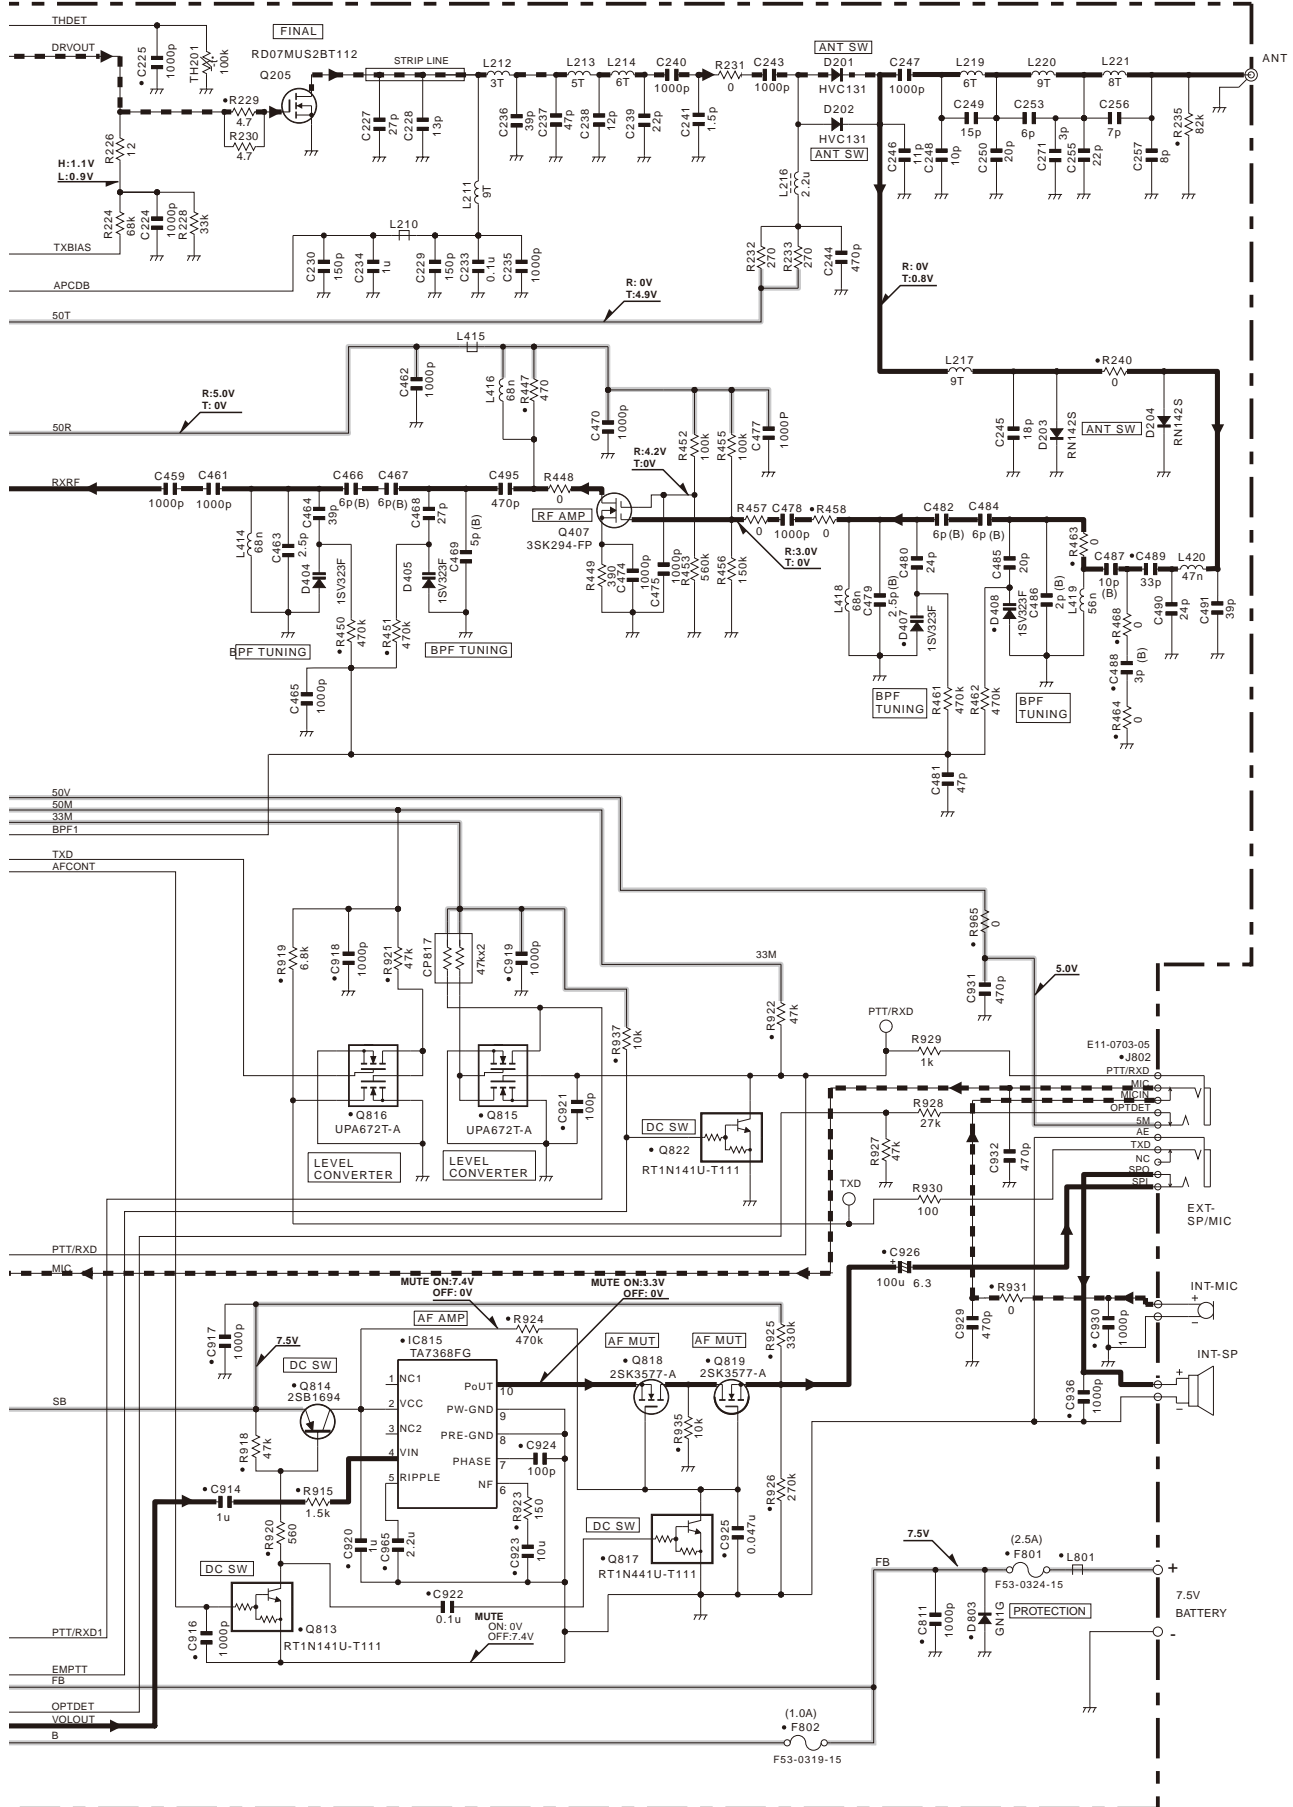 THDET
DRVOUT
C225
1000p
TH201
100k
FINAL
RD07MUS2BT112
Q205
•R229
4.7
R230
4.7
R226
12
H:1.1V
L:0.9V
R224
68k
C224
1000p
R228
33k
TXBIAS
APCDB
50T
STRIP LINE
C227
27p
C228
13p
L212
3T
C236
39p
C237
47p
L213
5T
C238
12p
L214
6T
C239
22p
C240
1000p
C241
1.5p
R231
0
C243
1000p
ANT SW
D201
HVC131
D202
HVC131
ANT SW
C247
1000p
L219
6T
L220
9T
L221
8T
ANT
C249
15p
C253
6p
C256
7p
C246
11p
C248
10p
C250
20p
C271
3p
C255
22p
C257
8p
•R235
82k
L211
9T
L210
C230
150p
C234
1u
C229
150p
C233
0.1u
C235
1000p
L216
2.2u
R232
270
R233
270
C244
470p
R: 0V
T:4.9V
R: 0V
T:0.8V
L415
C462
1000p
L416
68n
•R447
470
R:5.0V
T: 0V
50R
C470
1000p
R452
100k
R455
100k
C477
1000P
R:4.2V
T:0V
L217
9T
•R240
0
C245
18p
D203
RN142S
ANT SW
D204
RN142S
RXRF
C459
1000p
C461
1000p
C466
6p(B)
C467
6p(B)
C495
470p
R448
0
RF AMP
Q407
3SK294-FP
R457
0
C478
1000p
•R458
0
C482
6p(B)
C484
6p(B)
R:3.0V
T: 0V
L414
68n
C463
2.5p
C464
39p
D404
1SV323F
•R450
470k
C468
27p
D405
1SV323F
•R451
470k
C469
5p(B)
R449
390
C474
1000p
C475
1000p
R453
560k
R456
150k
BPF TUNING
BPF TUNING
C465
1000p
L418
68n
C479
2.5p(B)
C480
24p
•D407
1SV323F
C485
20p
•D408
1SV323F
C486
2p(B)
L419
56n
•R463
0
C487
10p
(B)
•C489
33p
L420
47n
•R468
0
•C488
3p(B)
•R464
0
C490
24p
C491
39p
BPF
TUNING
R461
470k
R462
470k
BPF
TUNING
C481
47p
50V
50M
33M
BPF1
TXD
AFCONT
•R919
6.8k
•C918
1000p
•R921
47k
CP817
47kx2
•C919
1000p
•R937
10k
33M
•R922
47k
•R965
0
C931
470p
5.0V
PTT/RXD
R929
1k
R928
27k
R927
47k
C932
470p
TXD
R930
100
E11-0703-05
•J802
PTT/RXD
MIC
MICIN
OPTDET
5M
AE
TXD
NC
SPO
SPI
EXT-
SP/MIC
•Q816
UPA672T-A
•Q815
UPA672T-A
LEVEL
CONVERTER
LEVEL
CONVERTER
•C921
100p
DC SW
•Q822
RT1N141U-T111
PTT/RXD
MIC
MUTE ON:7.4V
OFF: 0V
MUTE ON:3.3V
OFF: 0V
•C926
+
100u 6.3
C929
470p
•R931
0
•C930
1000p
INT-MIC
+
−
INT-SP
+
−
•C936
1000p
•C917
1000p
7.5V
DC SW
•Q814
2SB1694
AF AMP
•R924
470k
•IC815
TA7368FG
1 NC1
2 VCC
3 NC2
4 VIN
5 RIPPLE
PoUT
10
PW-GND
9
PRE-GND
8
PHASE
7
NF
6
AF MUT
•Q818
2SK3577-A
AF MUT
•Q819
2SK3577-A
•R925
330k
•R935
10k
•R926
270k
SB
•R918
47k
•C914
1u
•R915
1.5k
•R920
560
•C920
1u
•C965
2.2u
•C924
100p
•R923
150
•C923
10u
DC SW
•Q817
RT1N441U-T111
•C925
0.047u
DC SW
•C916
1000p
•Q813
RT1N141U-T111
•C922
0.1u
MUTE
ON: 0V
OFF:7.4V
PTT/RXD1
EMPTT
FB
OPTDET
VOLOUT
B
7.5V
FB
•C811
1000p
•D803
GN1G
(2.5A)
•F801
F53-0324-15
•L801
PROTECTION
+
7.5V
BATTERY
-
(1.0A)
•F802
F53-0319-15